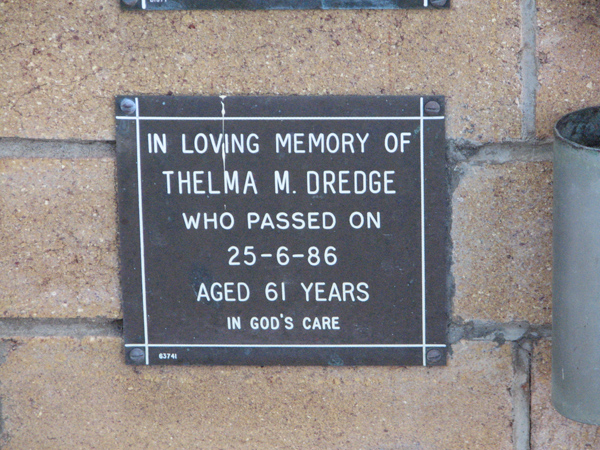 IN LOVING MEMORY OF
THELMA M. DREDGE
WHO PASSED ON
25-6-86
AGED 61 YEARS
IN GOD'S CARE
63741